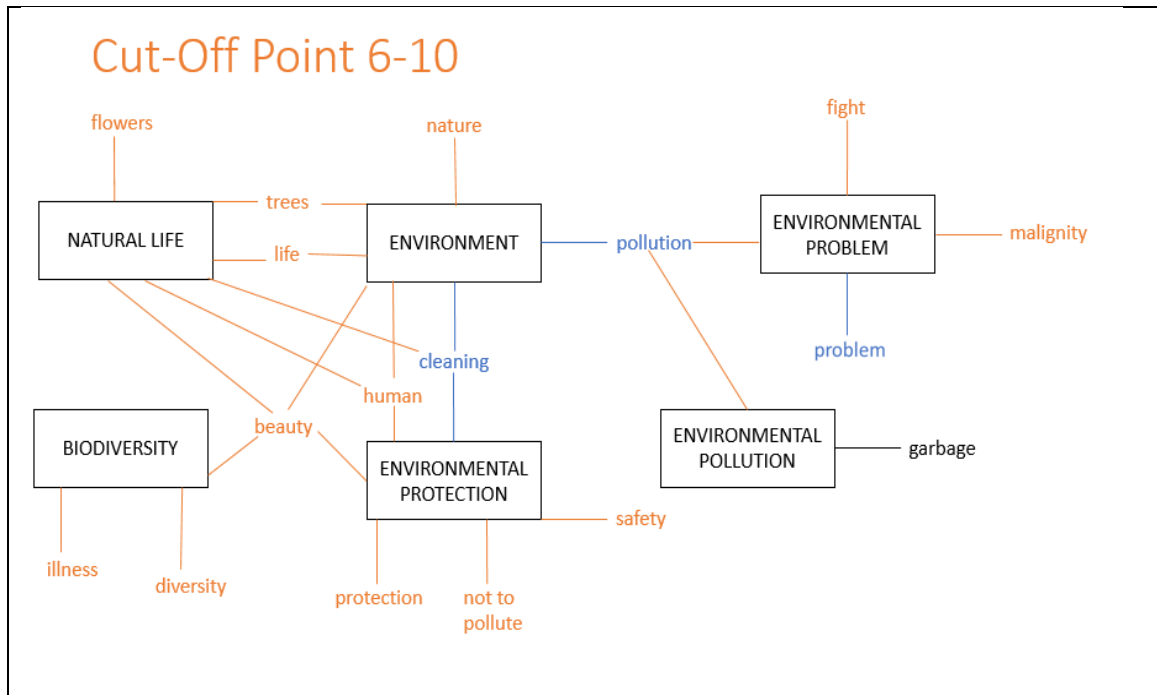 Cut-Off Point 6-10
flowers
nature
fight
trees
NATURAL LIFE
ENVIRONMENT
pollution
ENVIRONMENTAL
PROBLEM
malignity
life
problem
cleaning
human
beauty
BIODIVERSITY
ENVIRONMENTAL
PROTECTION
ENVIRONMENTAL
POLLUTION
garbage
safety
illness
diversity
protection
not to
pollute